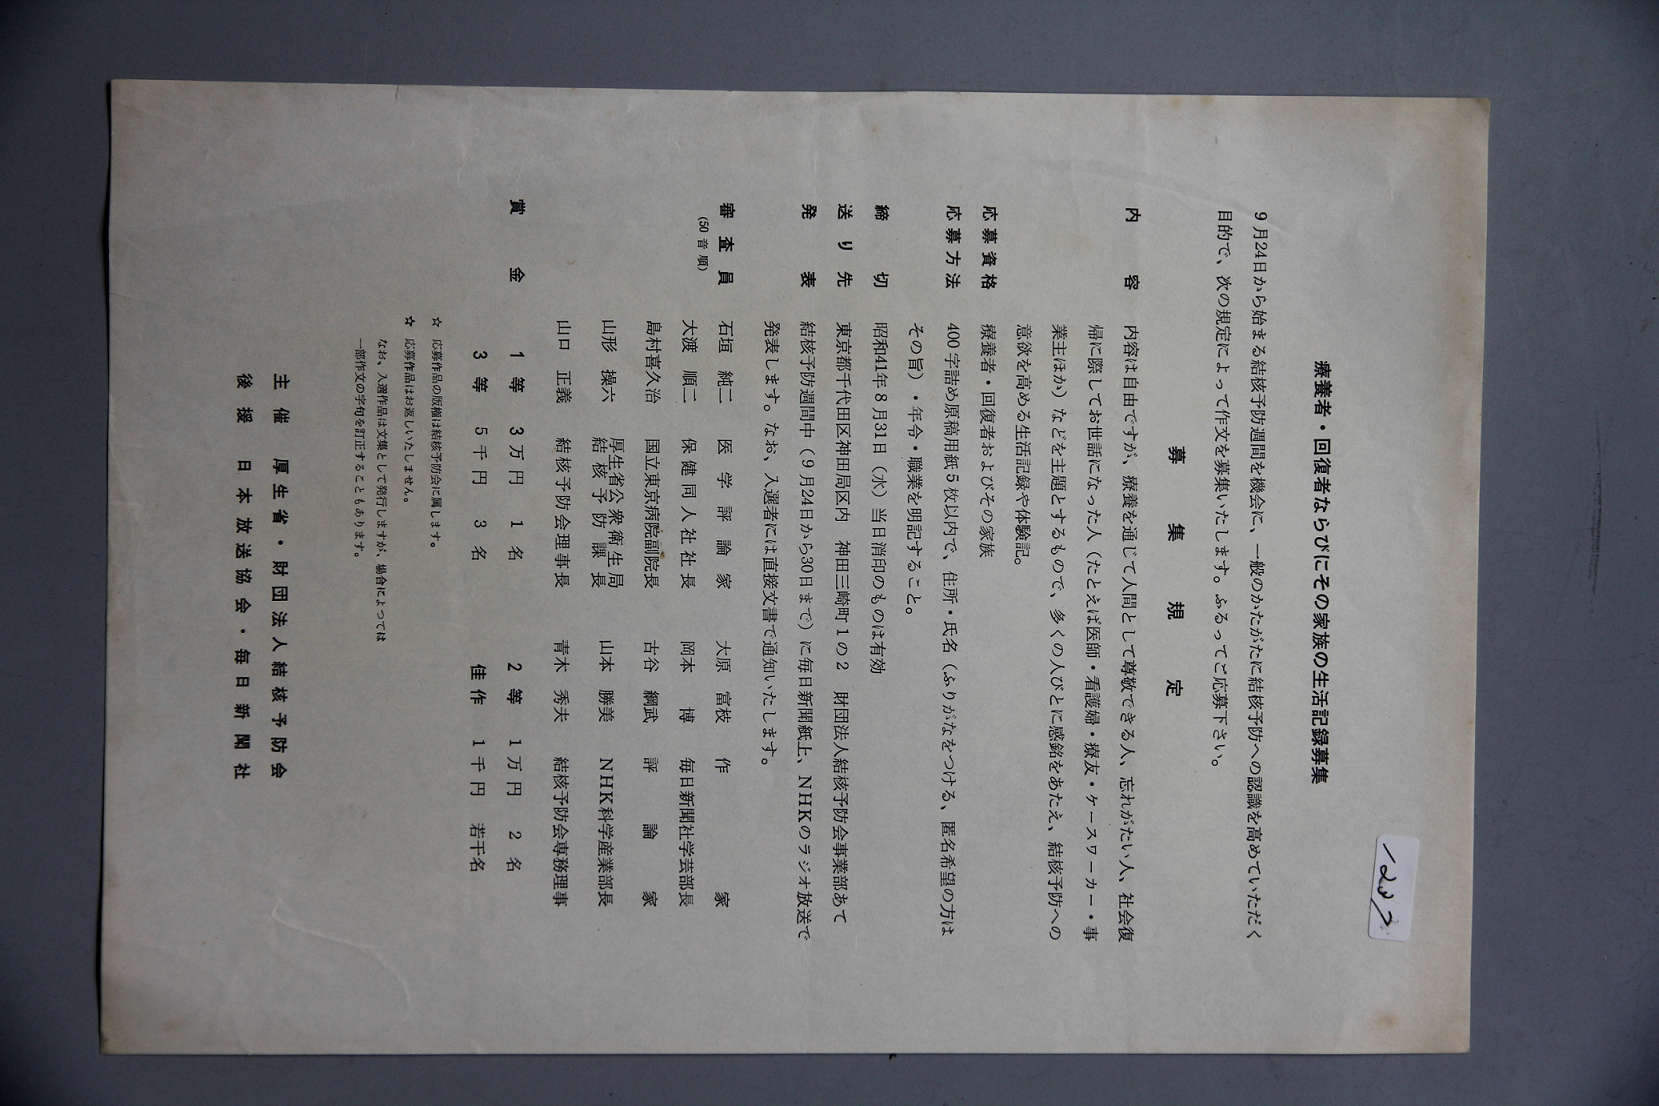 療養者・回復者ならびにその家族の生活記録募集
9月24日から始まる結核予防週間を機会に、一般のかたがたに結核予防への認識を高めていただく
目的で、次の規定によって作文を募集いたします。ふるってご応募下さい。
募集規定
内容 内容は自由ですが、療養を通じて人間として尊敬できる人、忘れがたい人、社会復
帰に際してお世話になった人（たとえば医師・看護婦・療友・ケースワーカー・事
業主ほか）などを主題とするもので、多くの人びとに感銘をあたえ、結核予防への
意欲を高める生活記録や体験記。
応募資格 療養者・回復者およびその家族
応募方法 400字詰め原稿用紙5枚以内で、住所・氏名（ふりがなをつける、匿名希望の方は
その旨）・年令・職業を明記すること。
締切 昭和41年8月31日（水）当日消印のものは有効
送り先 東京都千代田区神田局区内 神田三崎町1の2 財団法人結核予防会事業部あて
発表 結核予防週間中（9月24日から30日まで）に毎日新聞紙上、NHKのラジオ放送で
発表します。なお、入選者には直接文書で通知いたします。
審査員 石垣 純二 医学評論家 大原 富枝 作家
(50音順)
大渡 順二 保健同人社社長 岡本 博 毎日新聞社学芸部長
島村喜久治 国立東京病院副院長 古谷 綱武 評論家
山形 操六 厚生省公衆衛生局結核予防課長 山本 勝美 NHK科学産業部長
山口 正義 結核予防会理事長 青木 秀夫 結核予防会専務理事
賞金 1等 3万円 1名 2等 1万円 2名
3等 5千円 3名 佳作 1千円 若干名
☆ 応募作品の版権は結核予防会に属します。
☆ 応募作品はお返しいたしません。
なお、入選作品は文集として発行しますが、場合によっては
一部作文の字句を訂正することもあります。
主催 厚生省・財団法人結核予防会
後援 日本放送協会・毎日新聞社